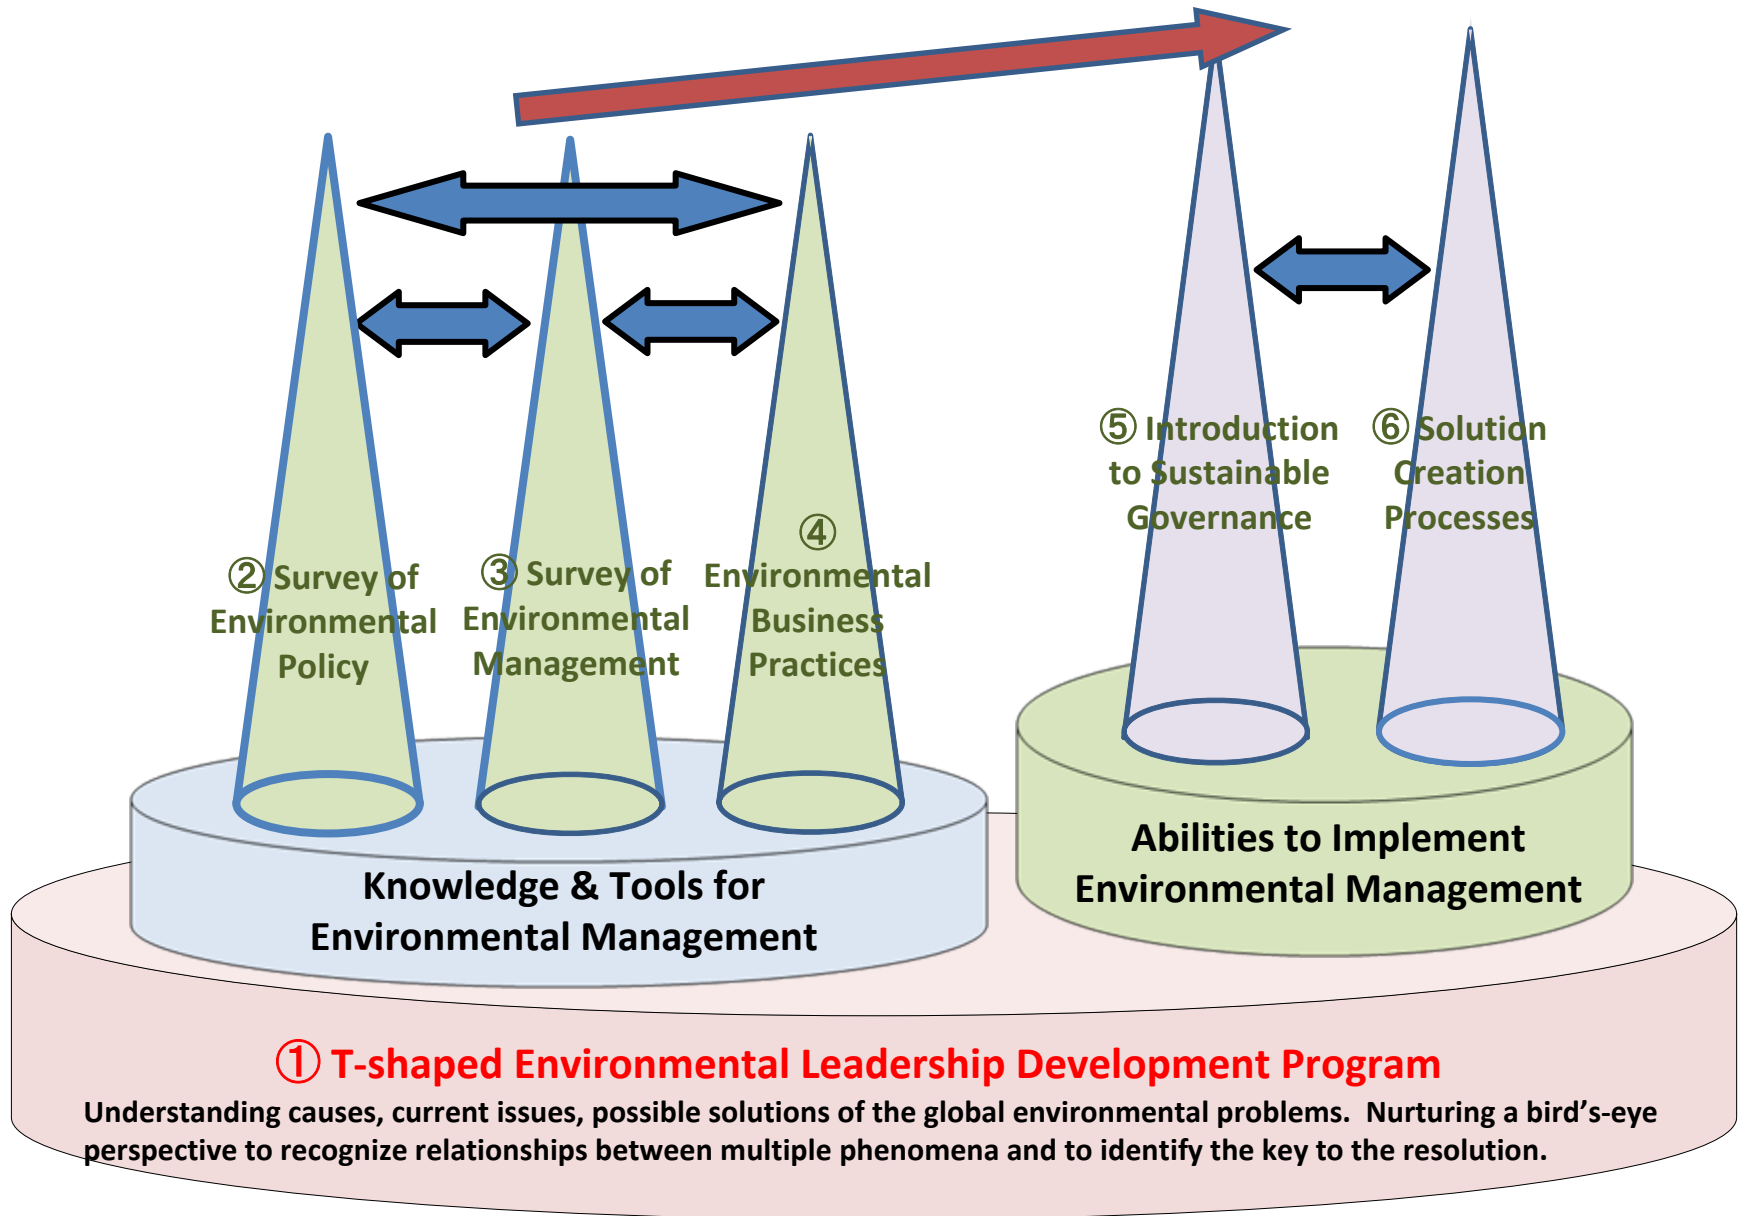 ② Survey of
Environmental
Policy
③ Survey of
Environmental
Management
④
Environmental
Business
Practices
⑤ Introduction
to Sustainable
Governance
⑥ Solution
Creation
Processes
Knowledge & Tools for
Environmental Management
Abilities to Implement
Environmental Management
① T-shaped Environmental Leadership Development Program
Understanding causes, current issues, possible solutions of the global environmental problems.  Nurturing a bird’s-eye
perspective to recognize relationships between multiple phenomena and to identify the key to the resolution.